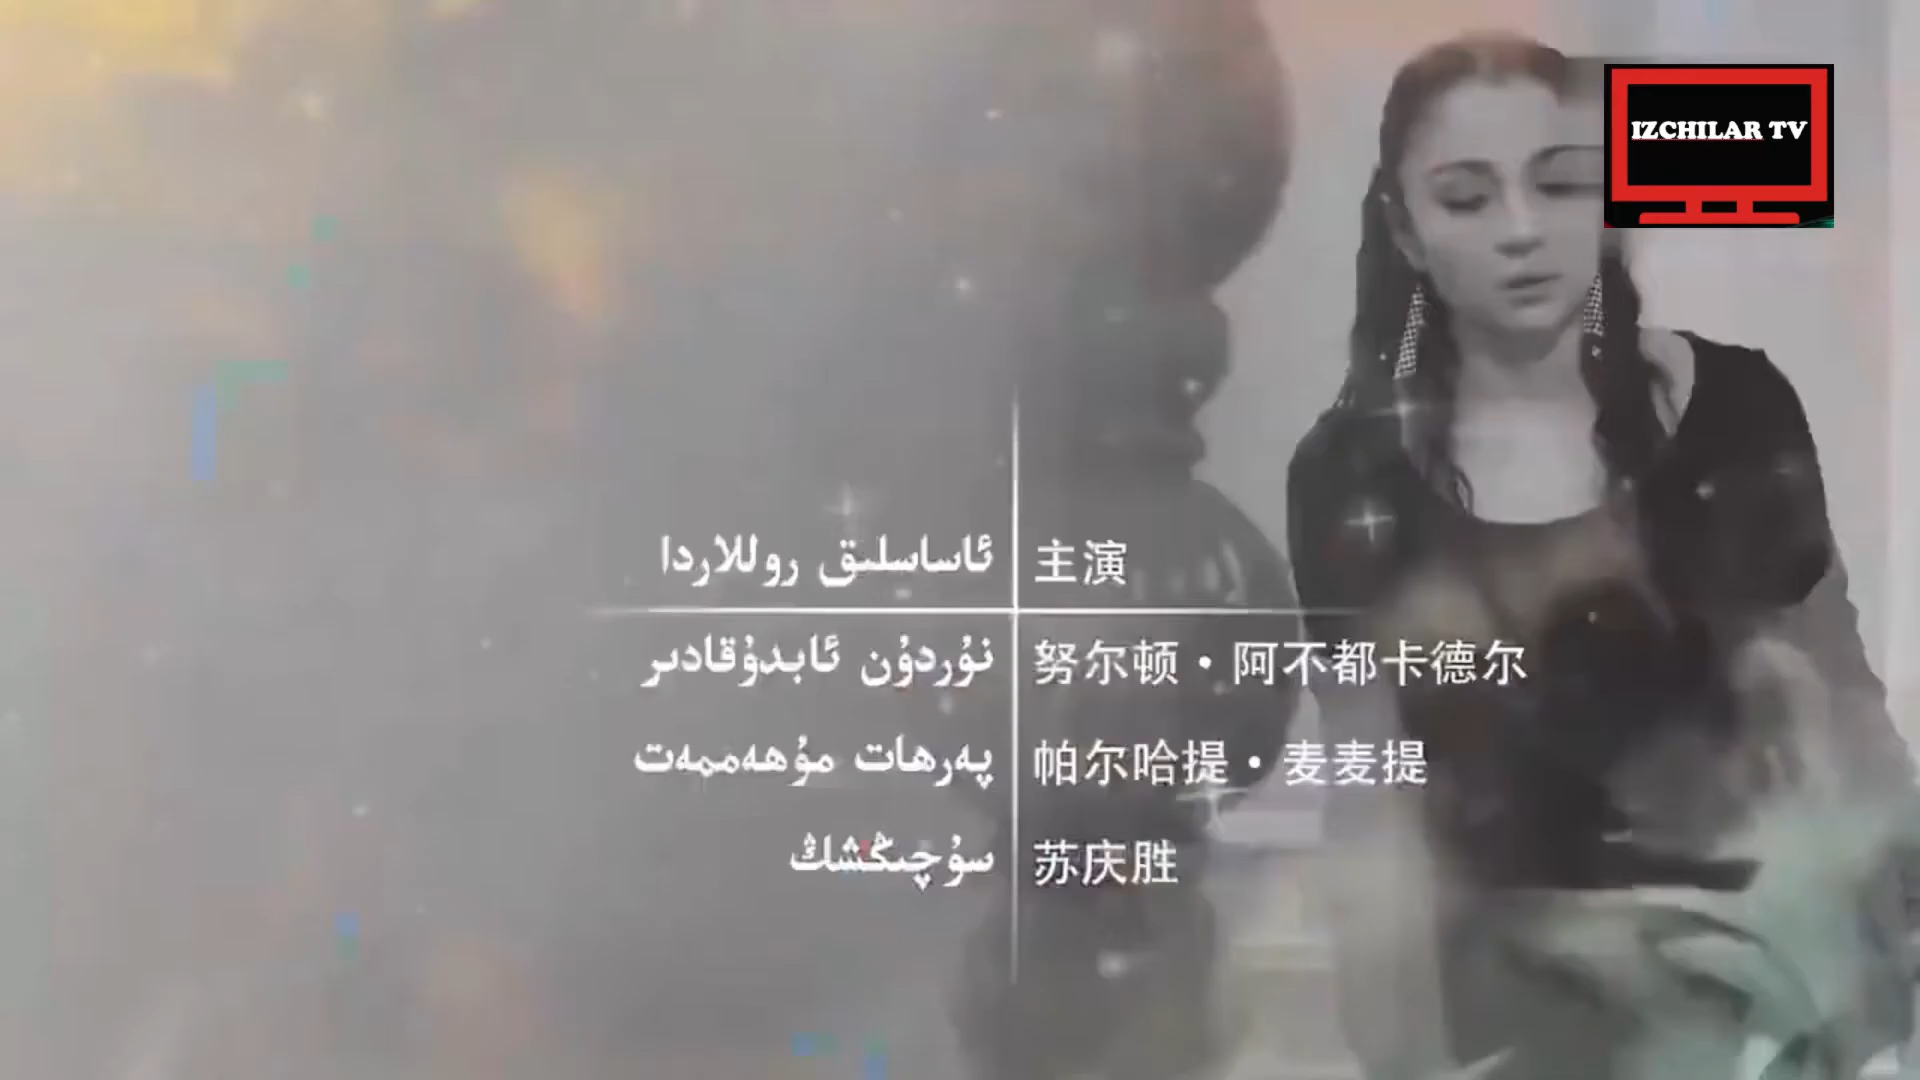 IZCHILAR TV
ئاساسلىق روللاردا 主演
نۇردۇن ئابدۇقادىر 努尔顿·阿不都卡德尔
پەرھات مۇھەممەت 帕尔哈提·麦麦提
سۇچىڭشىڭ 苏庆胜